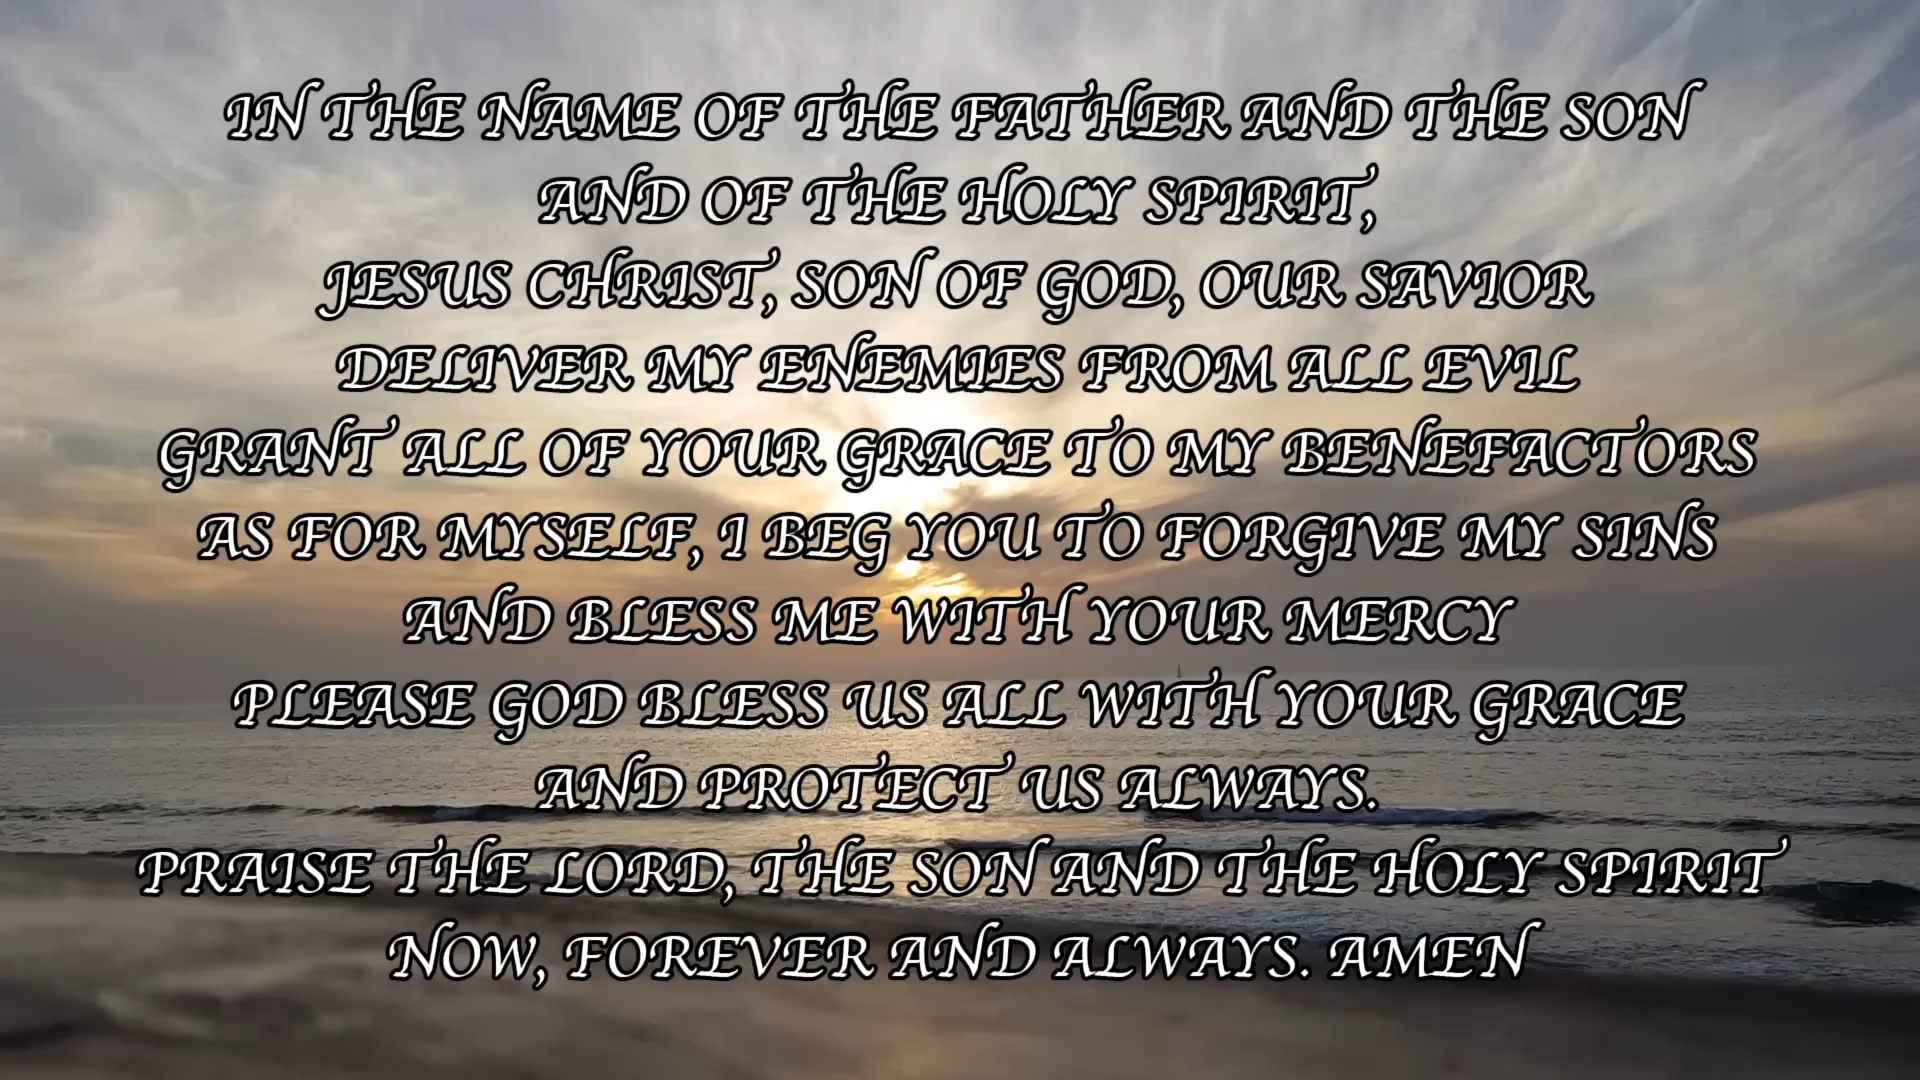 IN THE NAME OF THE FATHER AND THE SON
AND OF THE HOLY SPIRIT,
JESUS CHRIST, SON OF GOD, OUR SAVIOR
DELIVER MY ENEMIES FROM ALL EVIL
GRANT ALL OF YOUR GRACE TO MY BENEFACTORS
AS FOR MYSELF, I BEG YOU TO FORGIVE MY SINS
AND BLESS ME WITH YOUR MERCY
PLEASE GOD BLESS US ALL WITH YOUR GRACE
AND PROTECT US ALWAYS.
PRAISE THE LORD, THE SON AND THE HOLY SPIRIT
NOW, FOREVER AND ALWAYS. AMEN